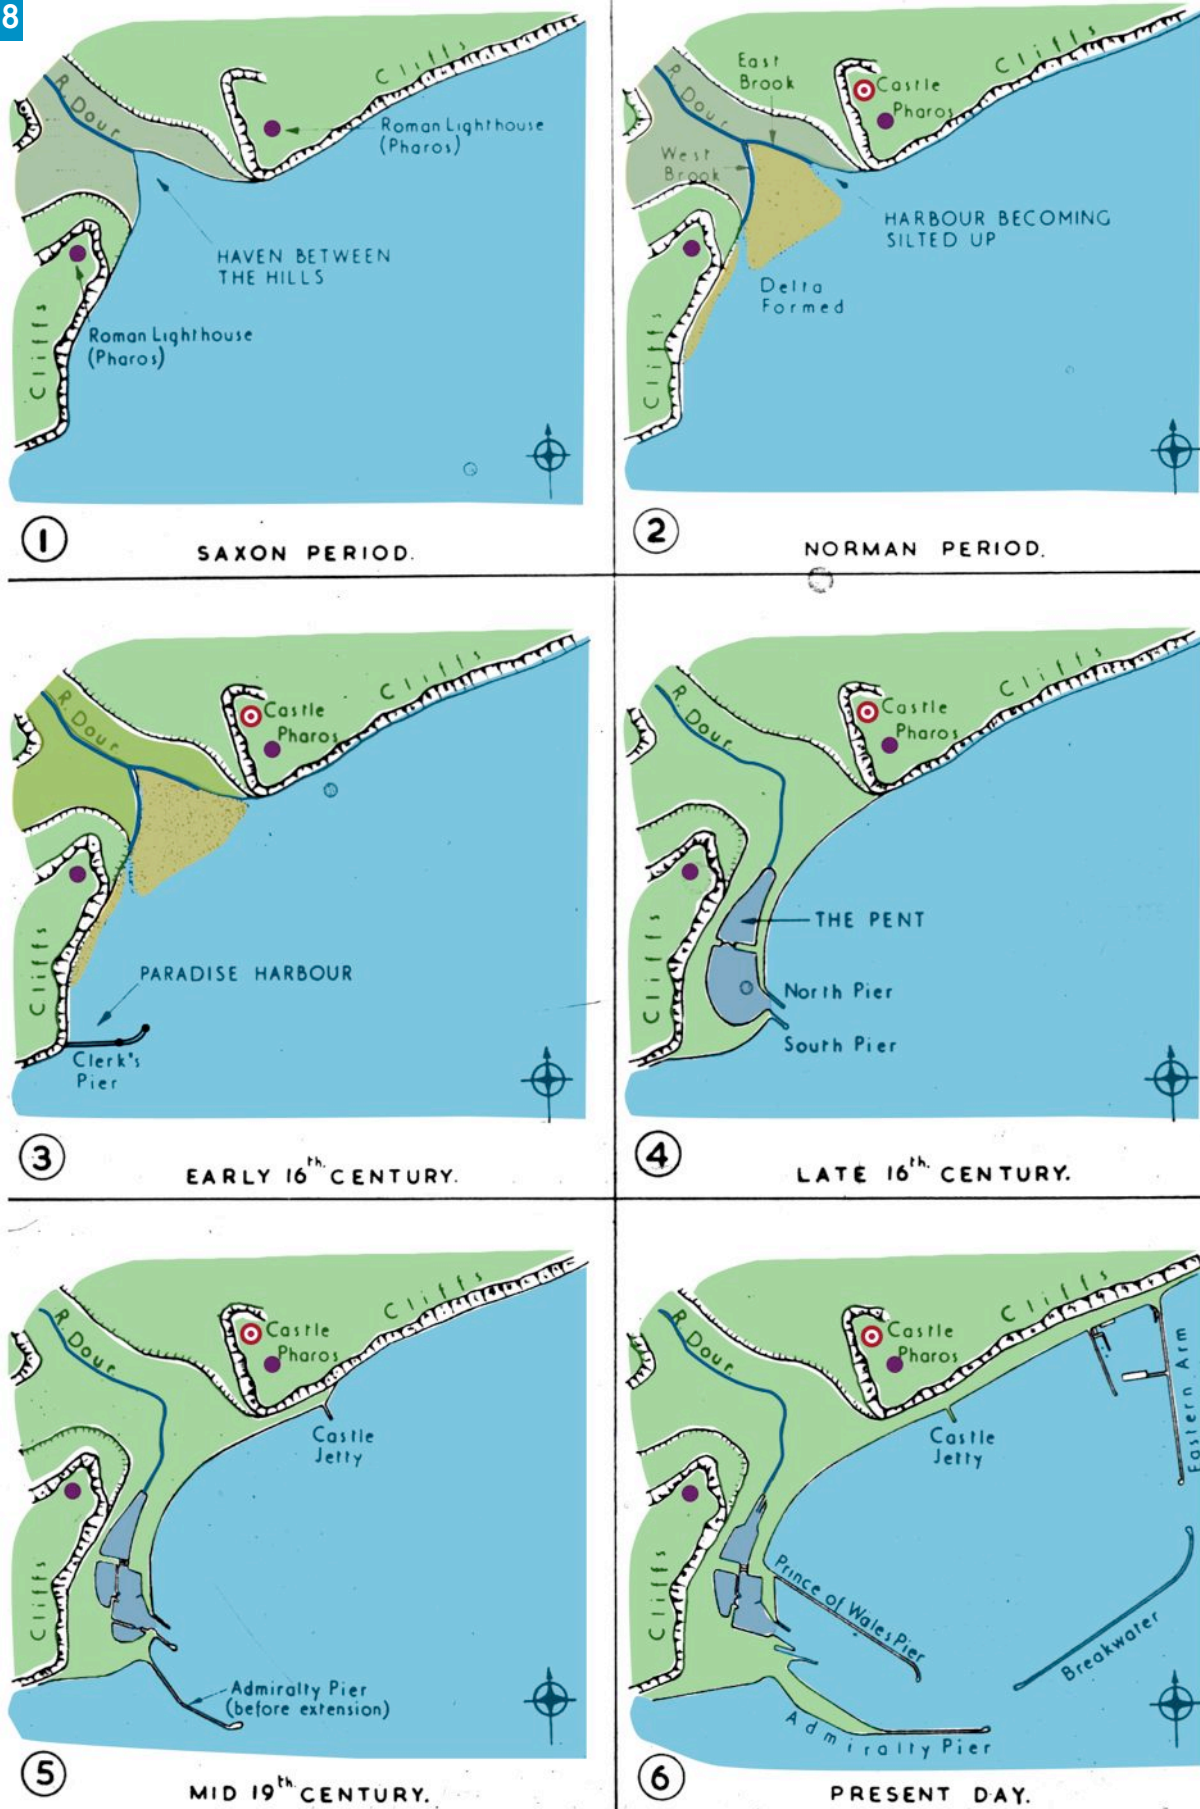 8
Cliffs
R. Dour
Roman Lighthouse
(Pharos)
HAVEN BETWEEN
THE HILLS
Roman Lighthouse
(Pharos)
Cliffs
1
SAXON PERIOD.
Cliffs
East
Brook
R. Dour
Castle
Pharos
West
Brook
HARBOUR BECOMING
SILTED UP
Delta
Formed
Cliffs
2
NORMAN PERIOD.
Cliffs
R. Dour
Castle
Pharos
Cliffs
PARADISE HARBOUR
Clerk's
Pier
3
EARLY 16th. CENTURY.
Cliffs
R. Dour
Castle
Pharos
THE PENT
Cliffs
North Pier
South Pier
4
LATE 16th. CENTURY.
Cliffs
R. Dour
Castle
Pharos
Castle
Jetty
Cliffs
Admiralty Pier
(before extension)
5
MID 19th. CENTURY.
Cliffs
R. Dour
Castle
Pharos
Eastern Arm
Castle
Jetty
Cliffs
Prince of Wales Pier
Breakwater
Admiralty Pier
6
PRESENT DAY.